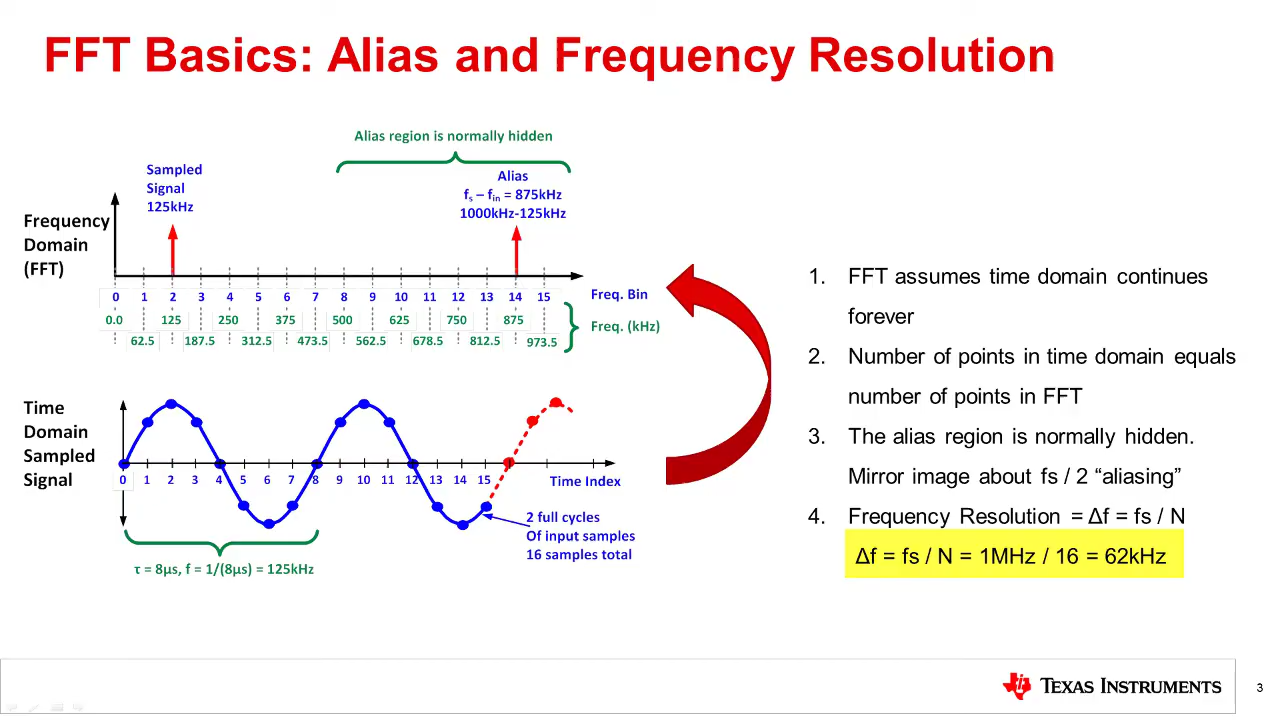 FFT Basics: Alias and Frequency Resolution
Alias region is normally hidden
Sampled
Signal
125kHz
Alias
fs – fin = 875kHz
1000kHz-125kHz
Frequency
Domain
(FFT)
0 1 2 3 4 5 6 7 8 9 10 11 12 13 14 15 Freq. Bin
0.0 125 250 375 500 625 750 875 Freq. (kHz)
62.5 187.5 312.5 473.5 562.5 678.5 812.5 973.5
Time
Domain
Sampled
Signal
0 1 2 3 4 5 6 7 8 9 10 11 12 13 14 15 Time Index
2 full cycles
Of input samples
16 samples total
τ = 8µs, f = 1/(8µs) = 125kHz
1. FFT assumes time domain continues
forever
2. Number of points in time domain equals
number of points in FFT
3. The alias region is normally hidden.
Mirror image about fs / 2 “aliasing”
4. Frequency Resolution = Δf = fs / N
Δf = fs / N = 1MHz / 16 = 62kHz
TEXAS INSTRUMENTS
3